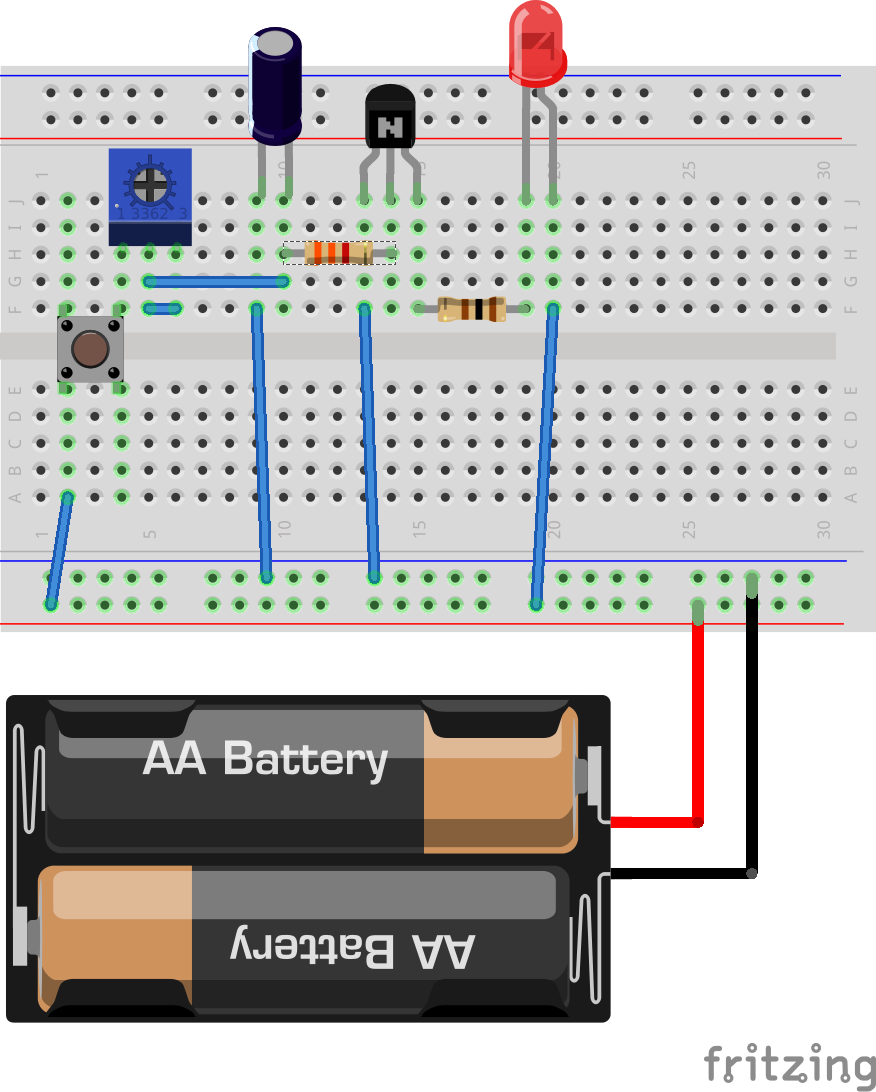 1 10 15 20 25 30
J J
1 3362 3
I I
H H
G G
F F
E E
D D
C C
B B
A A
1 5 10 15 20 25 30
AA Battery
AA Battery
fritzing